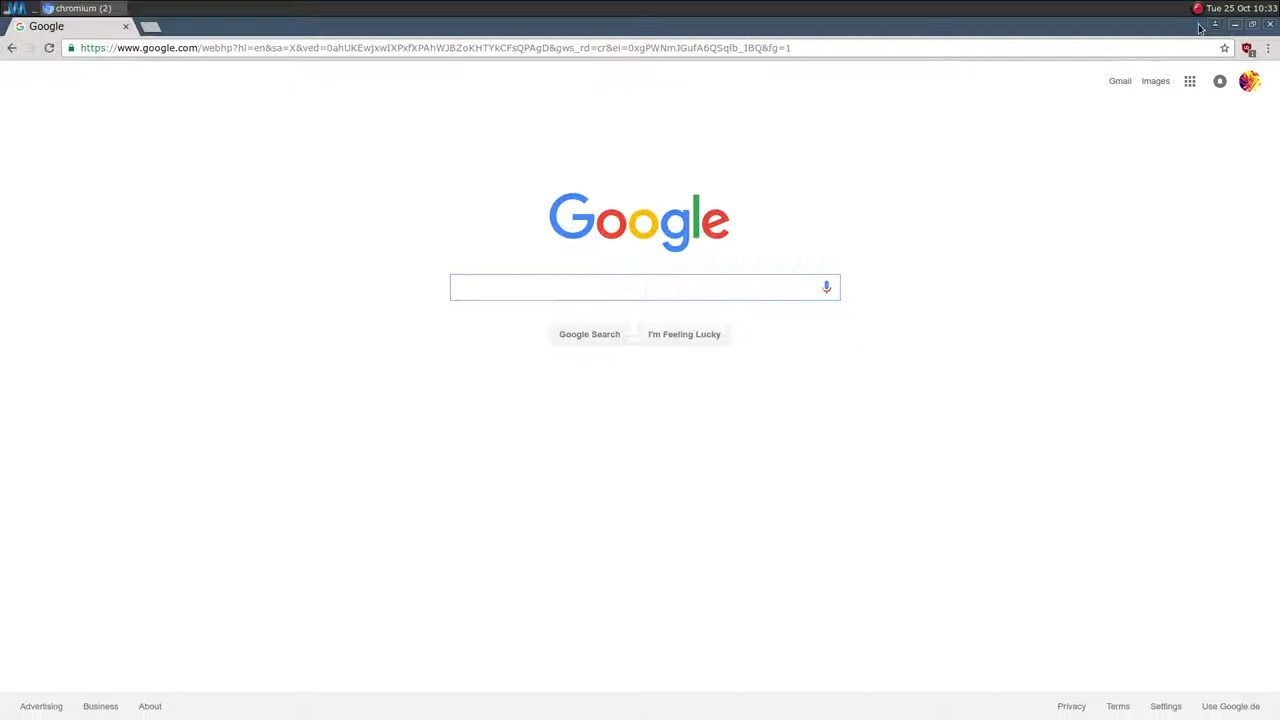 chromium (2)
Tue 25 Oct 10:33
Google
https://www.google.com/webhp?hl=en&sa=X&ved=0ahUKEwjxwIXPxfXPAhWJBZoKHTYkCFsQPAgD&gws_rd=cr&ei=0xgPWNmJGufA6QSqlb_IBQ&fg=1
1
Gmail Images
Google
Google Search I'm Feeling Lucky
Advertising Business About Privacy Terms Settings Use Google.de